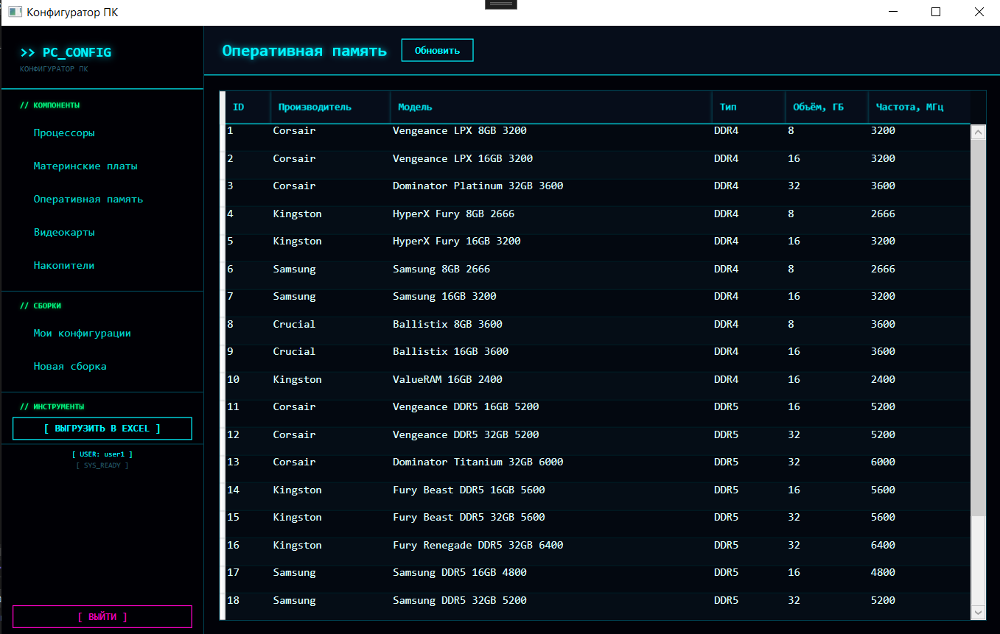 Конфигуратор ПК
>> PC_CONFIG
КОНФИГУРАТОР ПК
// КОМПОНЕНТЫ
Процессоры
Материнские платы
Оперативная память
Видеокарты
Накопители
// СБОРКИ
Мои конфигурации
Новая сборка
// ИНСТРУМЕНТЫ
[ ВЫГРУЗИТЬ В EXCEL ]
[ USER: user1 ]
[ SYS_READY ]
[ ВЫЙТИ ]
Оперативная память Обновить
ID Производитель Модель Тип Объём, ГБ Частота, МГц
1 Corsair Vengeance LPX 8GB 3200 DDR4 8 3200
2 Corsair Vengeance LPX 16GB 3200 DDR4 16 3200
3 Corsair Dominator Platinum 32GB 3600 DDR4 32 3600
4 Kingston HyperX Fury 8GB 2666 DDR4 8 2666
5 Kingston HyperX Fury 16GB 3200 DDR4 16 3200
6 Samsung Samsung 8GB 2666 DDR4 8 2666
7 Samsung Samsung 16GB 3200 DDR4 16 3200
8 Crucial Ballistix 8GB 3600 DDR4 8 3600
9 Crucial Ballistix 16GB 3600 DDR4 16 3600
10 Kingston ValueRAM 16GB 2400 DDR4 16 2400
11 Corsair Vengeance DDR5 16GB 5200 DDR5 16 5200
12 Corsair Vengeance DDR5 32GB 5200 DDR5 32 5200
13 Corsair Dominator Titanium 32GB 6000 DDR5 32 6000
14 Kingston Fury Beast DDR5 16GB 5600 DDR5 16 5600
15 Kingston Fury Beast DDR5 32GB 5600 DDR5 32 5600
16 Kingston Fury Renegade DDR5 32GB 6400 DDR5 32 6400
17 Samsung Samsung DDR5 16GB 4800 DDR5 16 4800
18 Samsung Samsung DDR5 32GB 5200 DDR5 32 5200